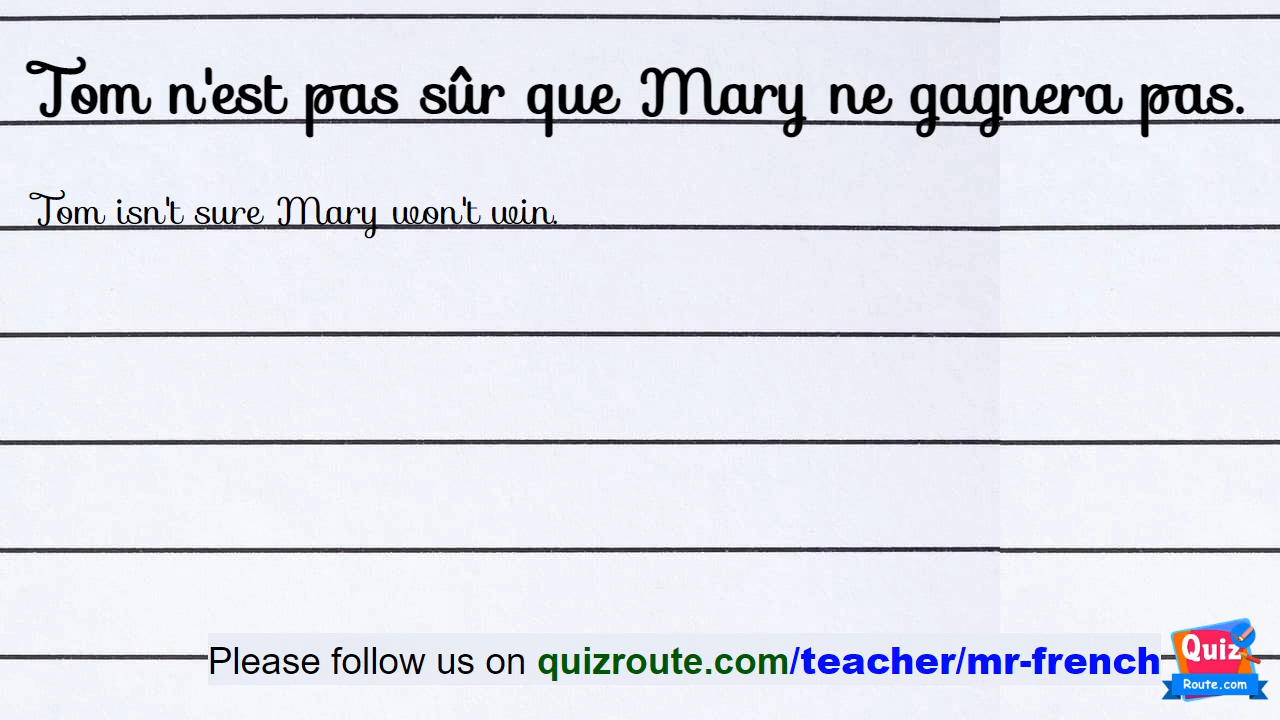 Tom n'est pas sûr que Mary ne gagnera pas.
Tom isn't sure Mary won't win.
Please follow us on quizroute.com/teacher/mr-french
Quiz
Route.com